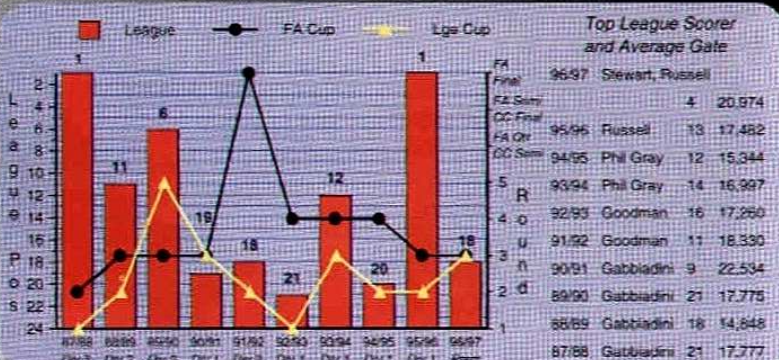 League FA Cup Lge Cup
Top League Scorer
and Average Gate
League Pos
2
4
6
8
10
12
14
16
18
20
22
24
1
11
6
19
18
21
12
20
1
18
FA
Final
FA Semi
CC Final
FA Qtr
CC Semi
5
4
3
2
1
Round
87/88 88/89 89/90 90/91 91/92 92/93 93/94 94/95 95/96 96/97
96/97 Stewart, Russell
4 20,974
95/96 Russell 13 17,482
94/95 Phil Gray 12 15,344
93/94 Phil Gray 14 16,997
92/93 Goodman 16 17,260
91/92 Goodman 11 18,330
90/91 Gabbiadini 9 22,534
89/90 Gabbiadini 21 17,775
88/89 Gabbiadini 18 14,848
87/88 Gabbiadini 21 17,777